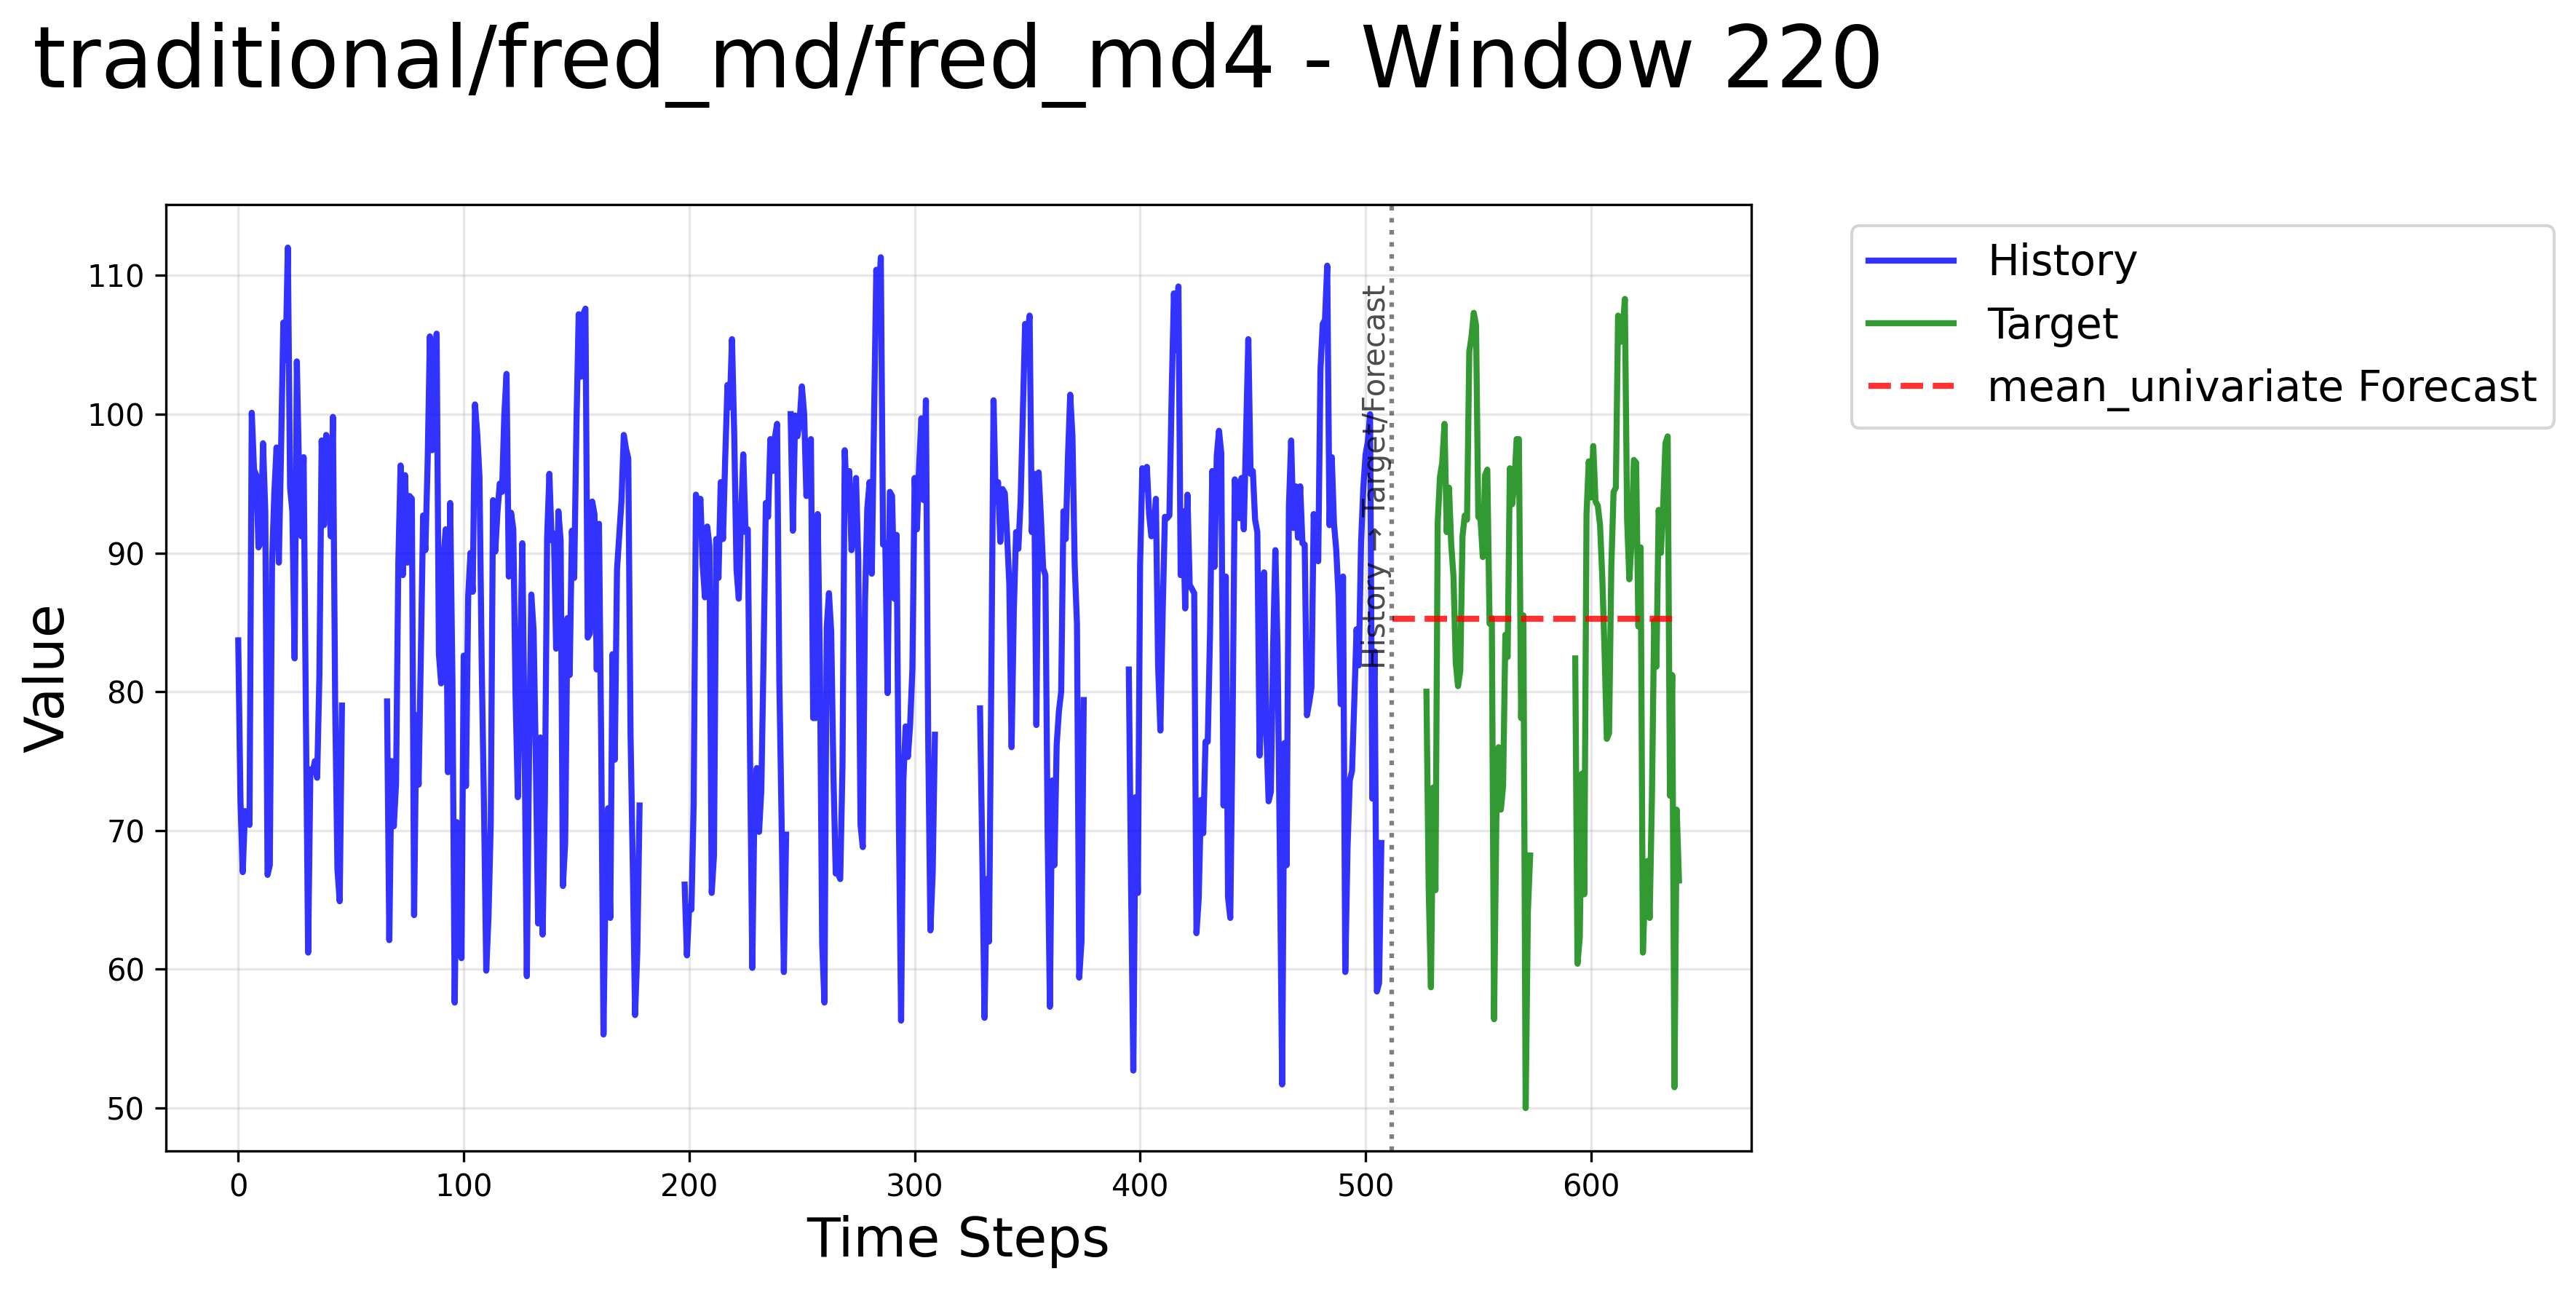 traditional/fred_md/fred_md4 - Window 220
History
Target
mean_univariate Forecast
History → Target/Forecast
Value
110
100
90
80
70
60
50
0
100
200
300
400
500
600
Time Steps